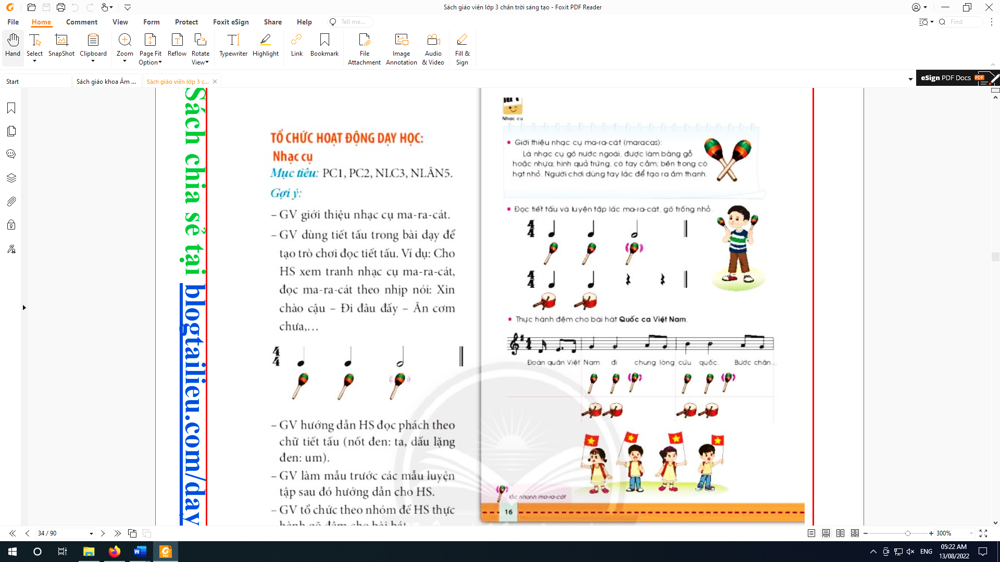 Sách giáo viên lớp 3 chân trời sáng tạo - Foxit PDF Reader
File Home Comment View Form Protect Foxit eSign Share Help Tell me... Find
Hand Select SnapShot Clipboard Zoom Page Fit Option Reflow Rotate View Typewriter Highlight Link Bookmark File Attachment Image Annotation Audio & Video Fill & Sign
Start Sách giáo khoa Âm ... Sách giáo viên lớp 3 c... eSign PDF Docs PDF
Sách chia sẻ tại blogtailieu.com/day
TỔ CHỨC HOẠT ĐỘNG DẠY HỌC:
Nhạc cụ
Mục tiêu: PC1, PC2, NLC3, NLÂN5.
Gợi ý:
– GV giới thiệu nhạc cụ ma-ra-cát.
– GV dùng tiết tấu trong bài dạy để
tạo trò chơi đọc tiết tấu. Ví dụ: Cho
HS xem tranh nhạc cụ ma-ra-cát,
đọc ma-ra-cát theo nhịp nói: Xin
chào cậu – Đi đâu đấy – Ăn cơm
chưa,...
4
4
– GV hướng dẫn HS đọc phách theo
chữ tiết tấu (nốt đen: ta, dấu lặng
đen: um).
– GV làm mẫu trước các mẫu luyện
tập sau đó hướng dẫn cho HS.
– GV tổ chức theo nhóm để HS thực
hành gõ đệm cho bài hát
Nhạc cụ
• Giới thiệu nhạc cụ ma-ra-cát (maracas):
Là nhạc cụ gõ nước ngoài, được làm bằng gỗ
hoặc nhựa; hình quả trứng, có tay cầm; bên trong có
hạt nhỏ. Người chơi dùng tay lắc để tạo ra âm thanh.
• Đọc tiết tấu và luyện tập lắc ma-ra-cát, gõ trống nhỏ.
4
4
4
4
• Thực hành đệm cho bài hát Quốc ca Việt Nam.
4
4
Đoàn quân Việt Nam đi chung lòng cứu quốc. Bước chân...
: lắc nhanh ma-ra-cát
16
34 / 90 300%
ENG 05:22 AM
13/08/2022